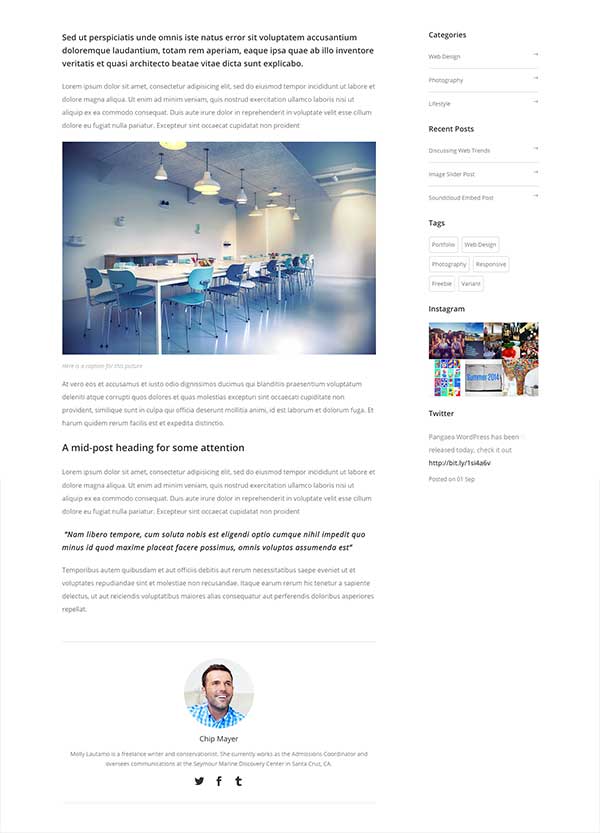 Sed ut perspiciatis unde omnis iste natus error sit voluptatem accusantium
doloremque laudantium, totam rem aperiam, eaque ipsa quae ab illo inventore
veritatis et quasi architecto beatae vitae dicta sunt explicabo.
Lorem ipsum dolor sit amet, consectetur adipisicing elit, sed do eiusmod tempor incididunt ut labore et
dolore magna aliqua. Ut enim ad minim veniam, quis nostrud exercitation ullamco laboris nisi ut
aliquip ex ea commodo consequat. Duis aute irure dolor in reprehenderit in voluptate velit esse cillum
dolore eu fugiat nulla pariatur. Excepteur sint occaecat cupidatat non proident
Here is a caption for this picture
At vero eos et accusamus et iusto odio dignissimos ducimus qui blanditiis praesentium voluptatum
deleniti atque corrupti quos dolores et quas molestias excepturi sint occaecati cupiditate non
provident, similique sunt in culpa qui officia deserunt mollitia animi, id est laborum et dolorum fuga. Et
harum quidem rerum facilis est et expedita distinctio.
A mid-post heading for some attention
Lorem ipsum dolor sit amet, consectetur adipisicing elit, sed do eiusmod tempor incididunt ut labore et
dolore magna aliqua. Ut enim ad minim veniam, quis nostrud exercitation ullamco laboris nisi ut
aliquip ex ea commodo consequat. Duis aute irure dolor in reprehenderit in voluptate velit esse cillum
dolore eu fugiat nulla pariatur. Excepteur sint occaecat cupidatat non proident
"Nam libero tempore, cum soluta nobis est eligendi optio cumque nihil impedit quo
minus id quod maxime placeat facere possimus, omnis voluptas assumenda est"
Temporibus autem quibusdam et aut officiis debitis aut rerum necessitatibus saepe eveniet ut et
voluptates repudiandae sint et molestiae non recusandae. Itaque earum rerum hic tenetur a sapiente
delectus, ut aut reiciendis voluptatibus maiores alias consequatur aut perferendis doloribus asperiores
repellat.
Chip Mayer
Molly Lautamo is a freelance writer and conservationist. She currently works as the Admissions Coordinator and
overseer communications at the Seymour Marine Discovery Center in Santa Cruz, CA.
Categories
Web Design
Photography
Lifestyle
Recent Posts
Discussing Web Trends
Image Slider Post
Soundcloud Embed Post
Tags
Portfolio Web Design
Photography Responsive
Freebie Variant
Instagram
Summer 2014
Twitter
Pangaea WordPress has been
released today, check it out
http://bit.ly/1si4a6v
Posted on 01 Sep